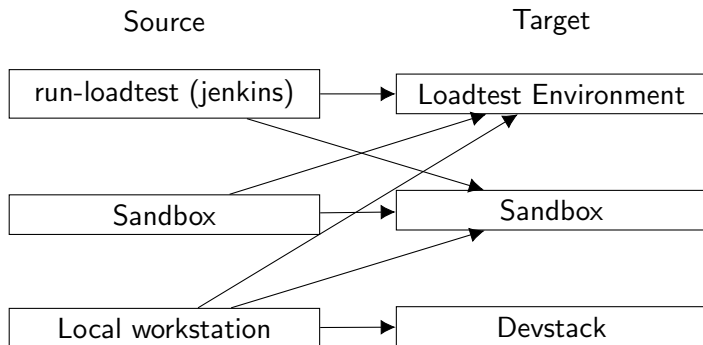 Source
Target
run-loadtest (jenkins)
Loadtest Environment
Sandbox
Sandbox
Local workstation
Devstack